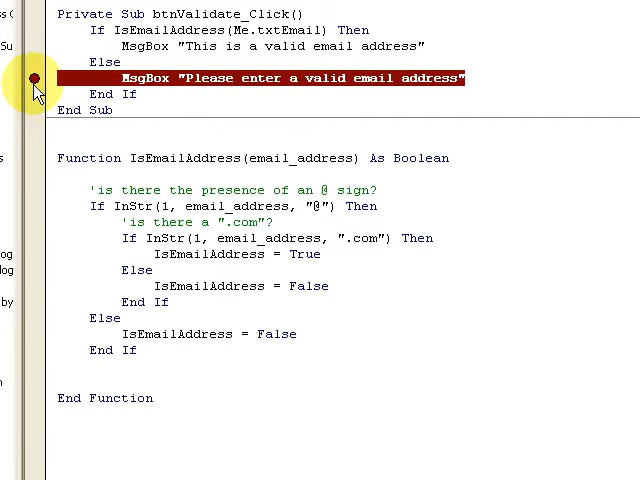 Private Sub btnValidate_Click()
If IsEmailAddress(Me.txtEmail) Then
MsgBox "This is a valid email address"
Else
MsgBox "Please enter a valid email address"
End If
End Sub
Function IsEmailAddress(email_address) As Boolean
'is there the presence of an @ sign?
If InStr(1, email_address, "@") Then
'is there a ".com"?
If InStr(1, email_address, ".com") Then
IsEmailAddress = True
Else
IsEmailAddress = False
End If
Else
IsEmailAddress = False
End If
End Function